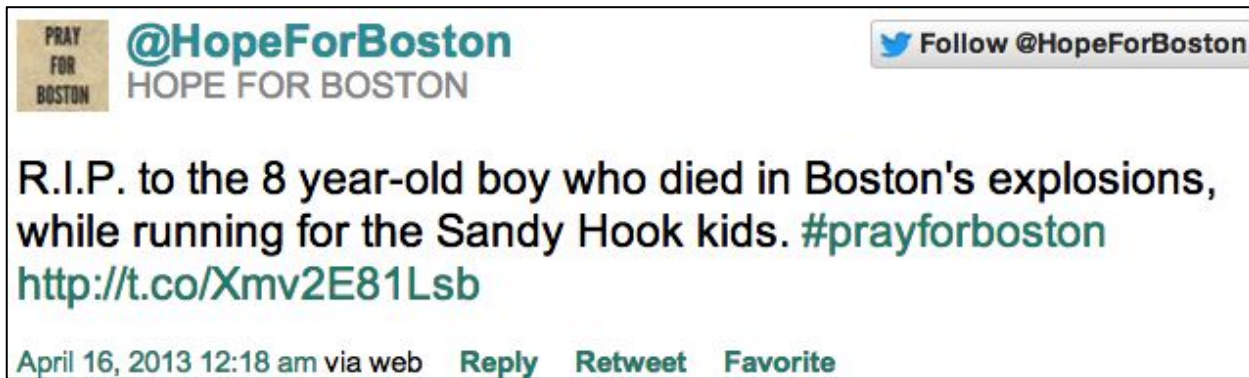 PRAY
FOR
BOSTON
@HopeForBoston
HOPE FOR BOSTON
Follow @HopeForBoston
R.I.P. to the 8 year-old boy who died in Boston's explosions,
while running for the Sandy Hook kids. #prayforboston
http://t.co/Xmv2E81Lsb
April 16, 2013 12:18 am via web Reply Retweet Favorite